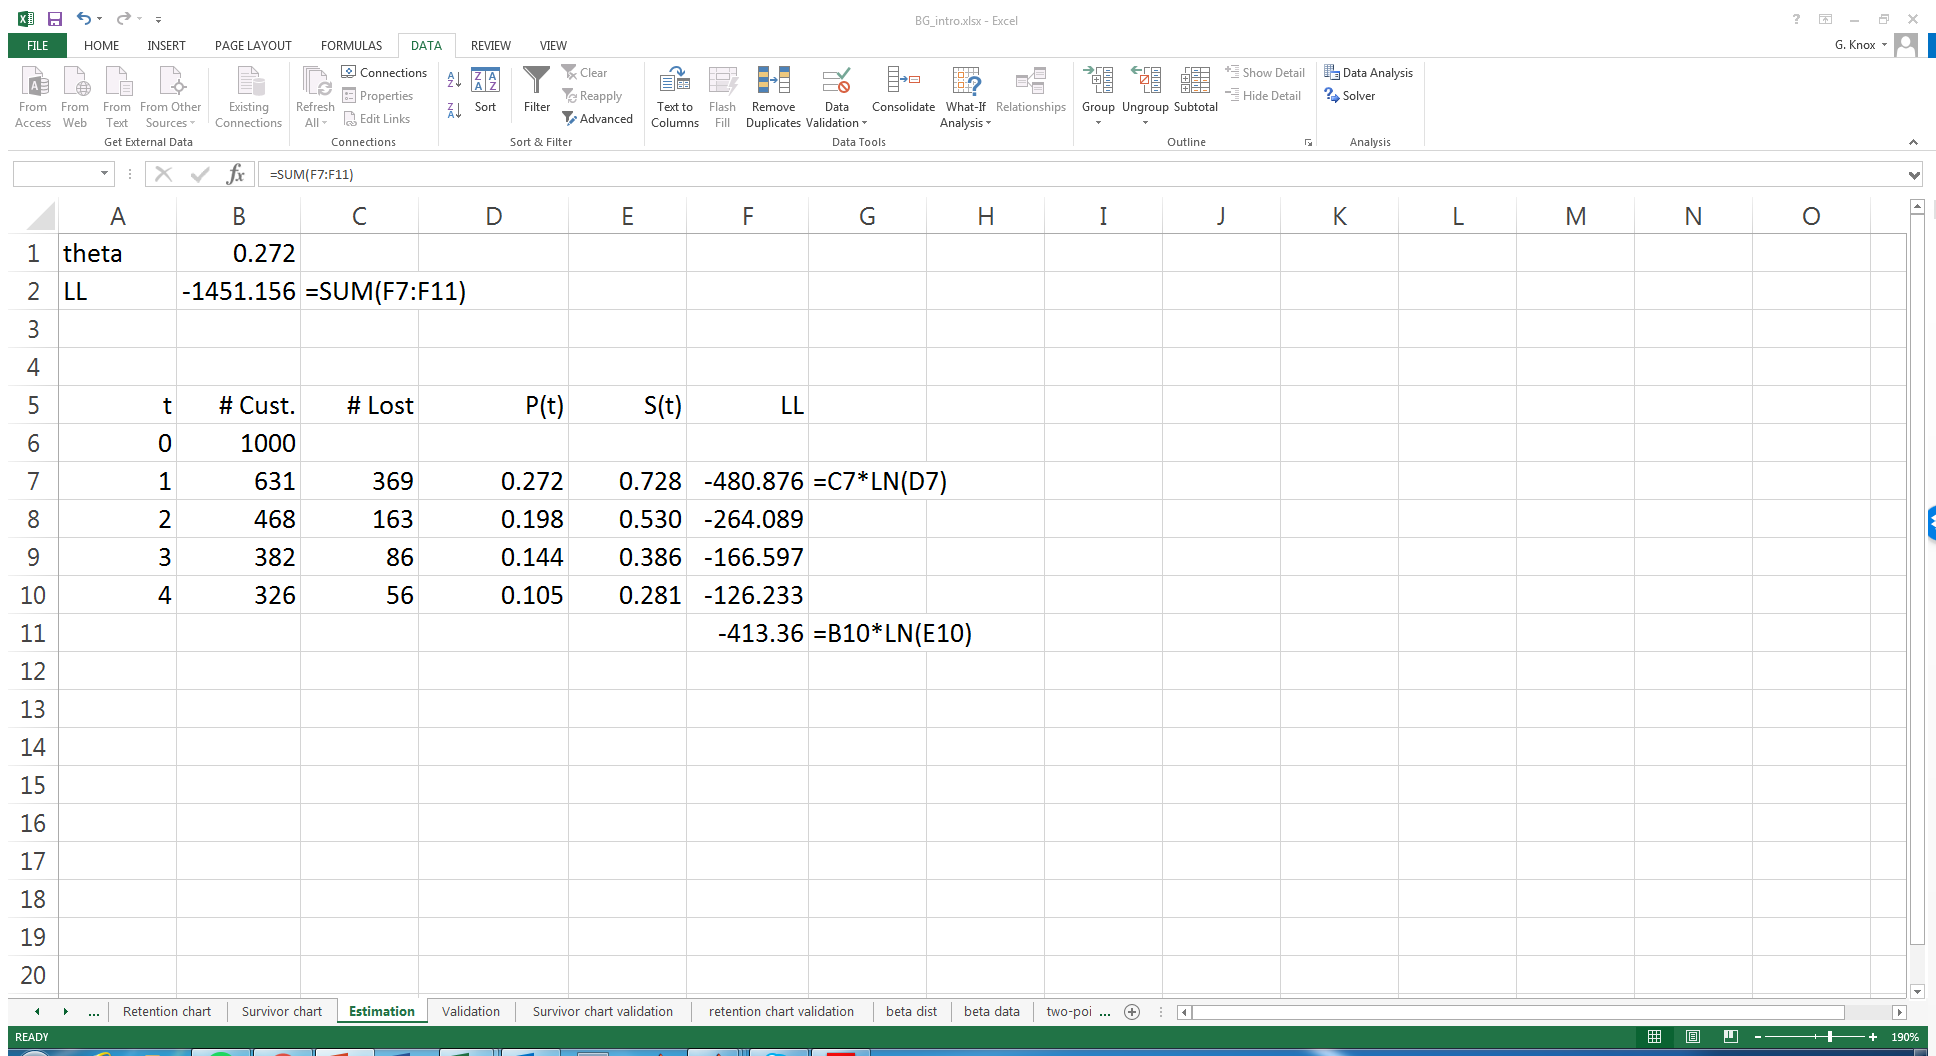 BG_intro.xlsx - Excel
FILE HOME INSERT PAGE LAYOUT FORMULAS DATA REVIEW VIEW G. Knox
From Access From Web From Text From Other Sources Existing Connections
Get External Data
Refresh All Connections Properties Edit Links
Connections
Sort Filter Clear Reapply Advanced
Sort & Filter
Text to Columns Flash Fill Remove Duplicates Data Validation Consolidate What-If Analysis Relationships
Data Tools
Group Ungroup Subtotal Show Detail Hide Detail
Outline
Data Analysis Solver
Analysis
fx =SUM(F7:F11)
A B C D E F G H I J K L M N O
1 theta 0.272
2 LL -1451.156 =SUM(F7:F11)
3
4
5 t # Cust. # Lost P(t) S(t) LL
6 0 1000
7 1 631 369 0.272 0.728 -480.876 =C7*LN(D7)
8 2 468 163 0.198 0.530 -264.089
9 3 382 86 0.144 0.386 -166.597
10 4 326 56 0.105 0.281 -126.233
11 -413.36 =B10*LN(E10)
12
13
14
15
16
17
18
19
20
... Retention chart Survivor chart Estimation Validation Survivor chart validation retention chart validation beta dist beta data two-poi ...
READY 190%